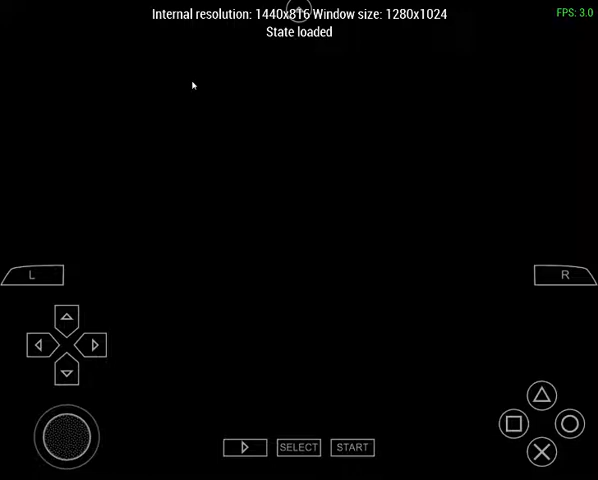 Internal resolution: 1440x816 Window size: 1280x1024
FPS: 3.0
State loaded
L
R
SELECT
START